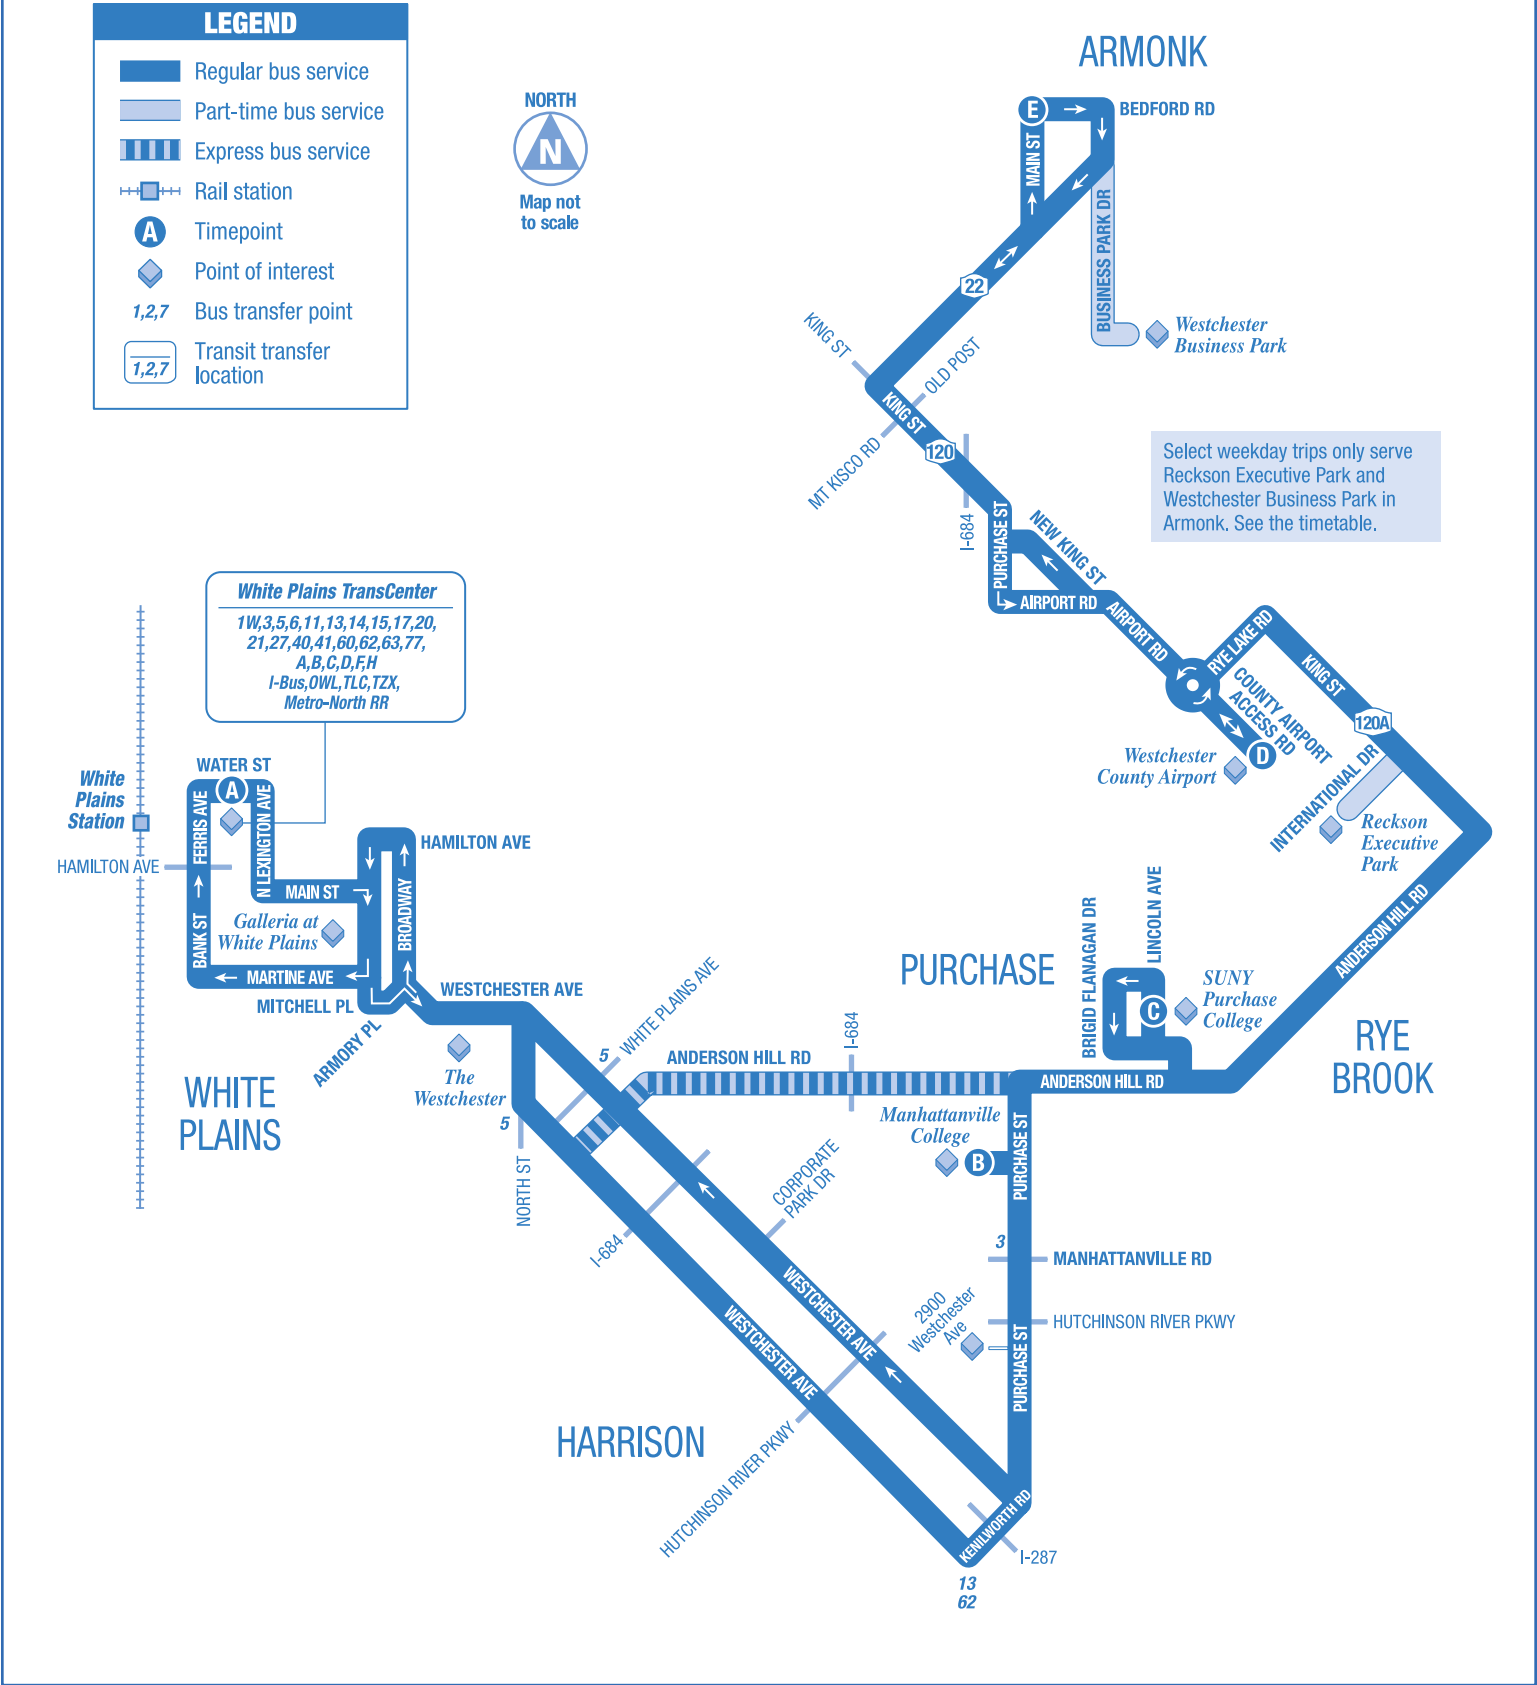 LEGEND
Regular bus service
Part-time bus service
Express bus service
Rail station
A
Timepoint
Point of interest
1,2,7
Bus transfer point
1,2,7
Transit transfer
location
NORTH
N
Map not
to scale
ARMONK
E
BEDFORD RD
MAIN ST
BUSINESS PARK DR
22
Westchester
Business Park
KING ST
OLD POST
KING ST
120
MT KISCO RD
I-684
Select weekday trips only serve
Reckson Executive Park and
Westchester Business Park in
Armonk. See the timetable.
PURCHASE ST
NEW KING ST
AIRPORT RD
AIRPORT RD
RYE LAKE RD
KING ST
COUNTY AIRPORT
ACCESS RD
120A
D
Westchester
County Airport
INTERNATIONAL DR
Reckson
Executive
Park
White Plains TransCenter
1W,3,5,6,11,13,14,15,17,20,
21,27,40,41,60,62,63,77,
A,B,C,D,F,H
I-Bus,OWL,TLC,TZX,
Metro-North RR
WATER ST
A
White
Plains
Station
FERRIS AVE
N LEXINGTON AVE
HAMILTON AVE
HAMILTON AVE
MAIN ST
BROADWAY
Galleria at
White Plains
BANK ST
MARTINE AVE
MITCHELL PL
ARMORY PL
WESTCHESTER AVE
The
Westchester
WHITE
PLAINS
5
WHITE PLAINS AVE
5
NORTH ST
ANDERSON HILL RD
I-684
PURCHASE
BRIGID FLANAGAN DR
LINCOLN AVE
C
SUNY
Purchase
College
ANDERSON HILL RD
RYE
BROOK
ANDERSON HILL RD
Manhattanville
College
B
PURCHASE ST
CORPORATE
PARK DR
I-684
3
MANHATTANVILLE RD
HUTCHINSON RIVER PKWY
2900
Westchester
Ave
PURCHASE ST
WESTCHESTER AVE
WESTCHESTER AVE
HARRISON
HUTCHINSON RIVER PKWY
KENILWORTH RD
I-287
13
62